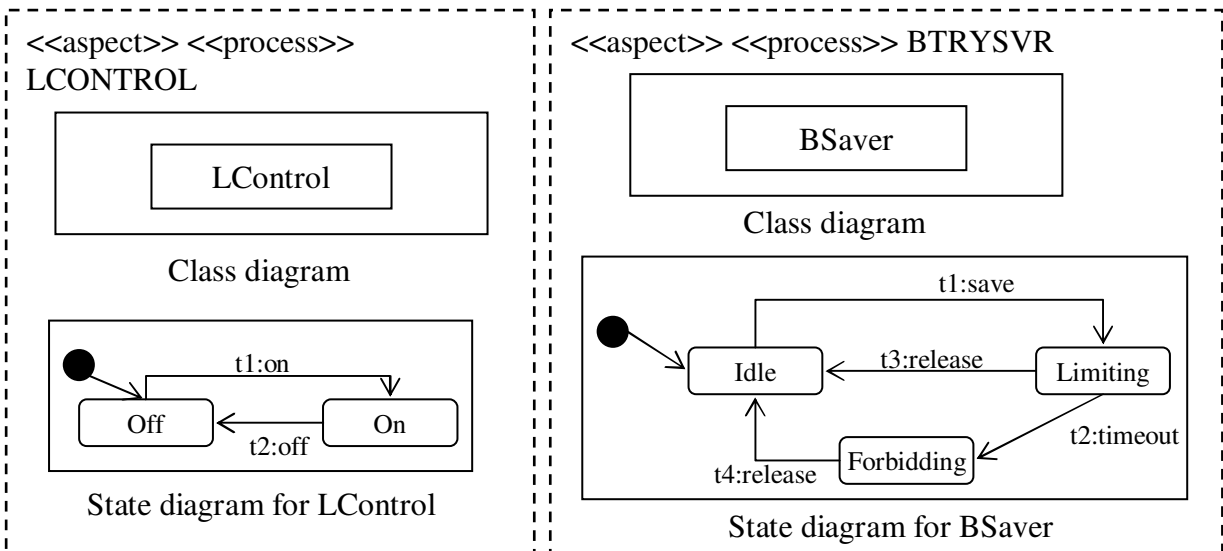 <<aspect>> <<process>>
LCONTROL
LControl
Class diagram
t1:on
Off
On
t2:off
State diagram for LControl
<<aspect>> <<process>> BTRYSVR
BSaver
Class diagram
t1:save
Idle
t3:release
Limiting
t2:timeout
Forbidding
t4:release
State diagram for BSaver